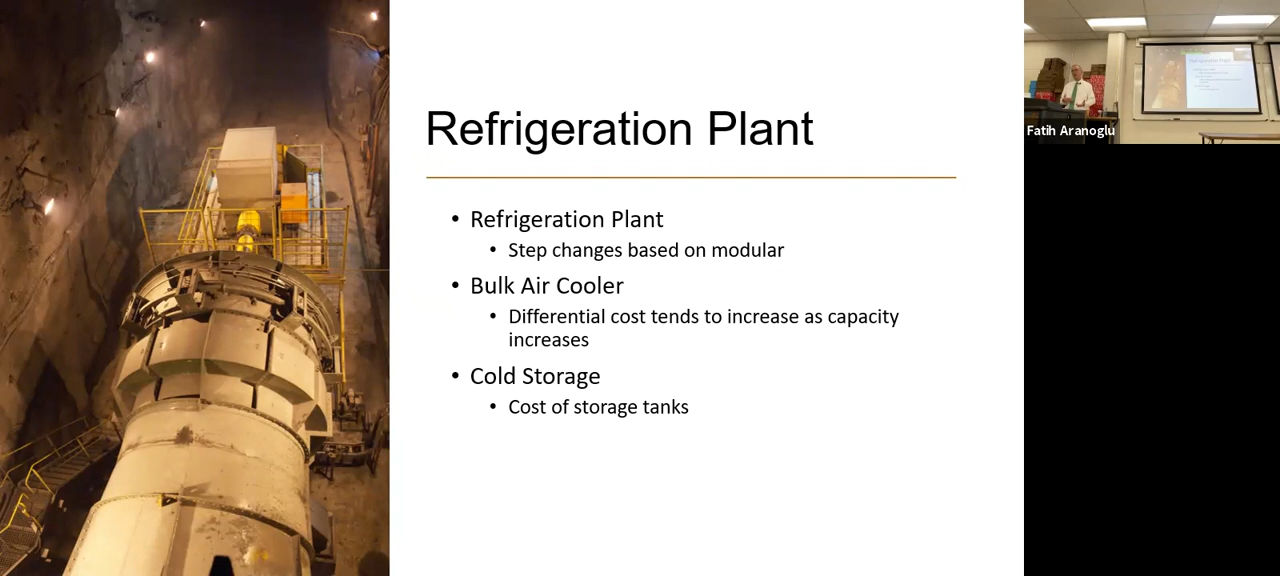 Refrigeration Plant
• Refrigeration Plant
• Step changes based on modular
• Bulk Air Cooler
• Differential cost tends to increase as capacity
increases
• Cold Storage
• Cost of storage tanks
Fatih Aranoglu